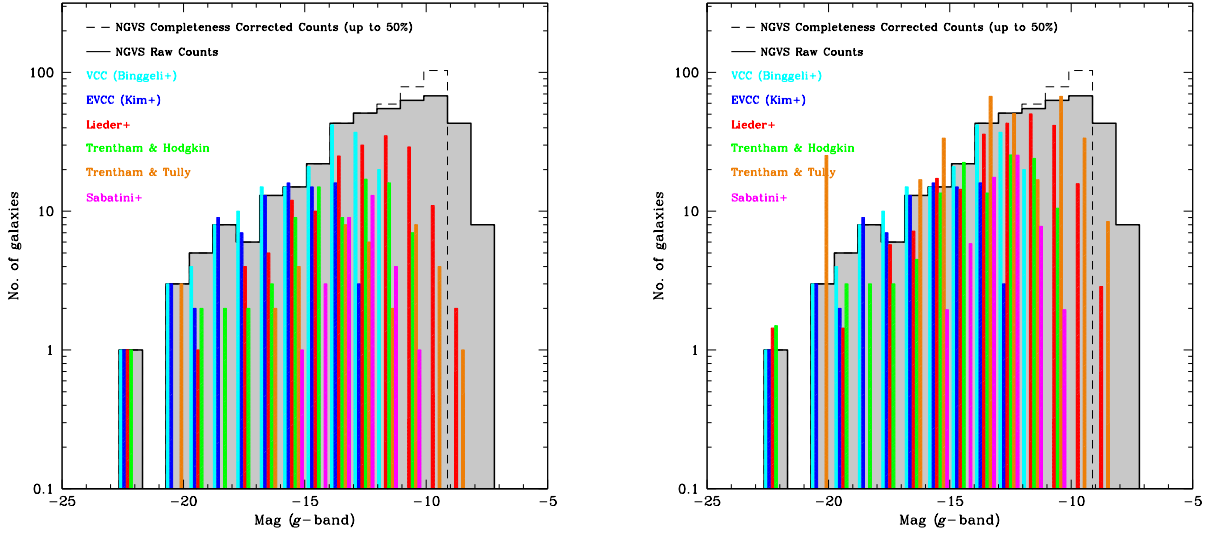 NGVS Completeness Corrected Counts (up to 50%)
NGVS Raw Counts
VCC (Binggeli+)
EVCC (Kim+)
Lieder+
Trentham & Hodgkin
Trentham & Tully
Sabatini+
No. of galaxies
100
10
1
0.1
-25
-20
-15
-10
-5
Mag (g-band)
NGVS Completeness Corrected Counts (up to 50%)
NGVS Raw Counts
VCC (Binggeli+)
EVCC (Kim+)
Lieder+
Trentham & Hodgkin
Trentham & Tully
Sabatini+
No. of galaxies
100
10
1
0.1
-25
-20
-15
-10
-5
Mag (g-band)